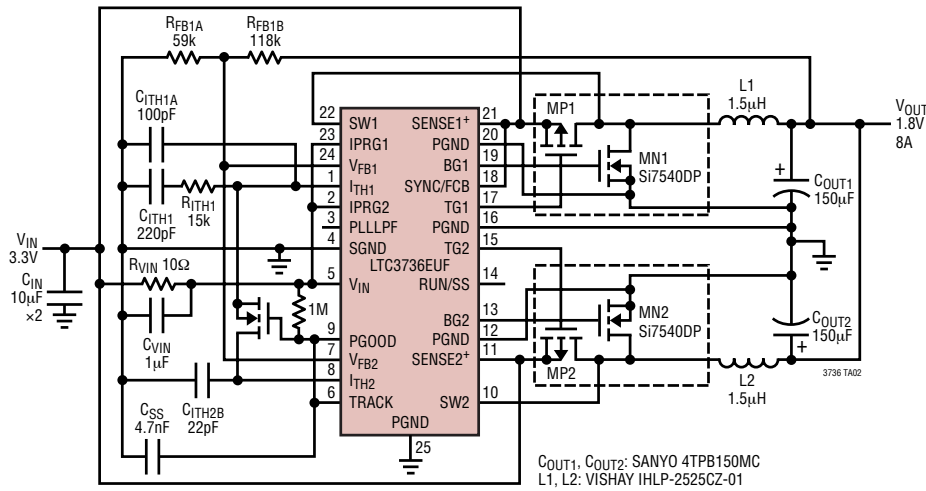 RFB1A
59k
RFB1B
118k
CITH1A
100pF
CITH1
220pF
RITH1
15k
VIN
3.3V
CIN
10µF
×2
RVIN 10Ω
CVIN
1µF
1M
CITH2B
22pF
CSS
4.7nF
22 SW1
23 IPRG1
24 VFB1
1 ITH1
2 IPRG2
3 PLLLPF
4 SGND
LTC3736EUF
5 VIN
9 PGOOD
7 VFB2
8 ITH2
6 TRACK
PGND
25
SENSE1+ 21
PGND 20
BG1 19
SYNC/FCB 18
TG1 17
PGND 16
TG2 15
RUN/SS 14
BG2 13
PGND 12
SENSE2+ 11
SW2 10
MP1
MN1
Si7540DP
MN2
Si7540DP
MP2
L1
1.5µH
VOUT
1.8V
8A
+
COUT1
150µF
COUT2
150µF
+
L2
1.5µH
3736 TA02
COUT1, COUT2: SANYO 4TPB150MC
L1, L2: VISHAY IHLP-2525CZ-01